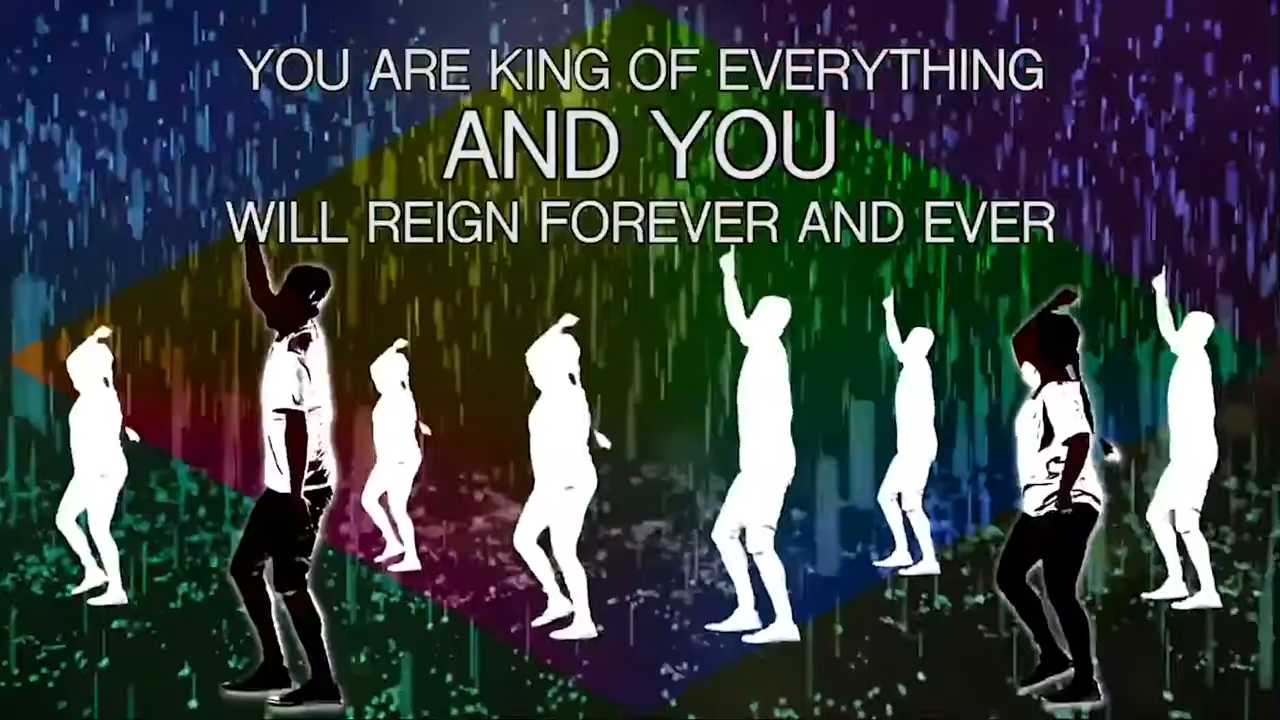 YOU ARE KING OF EVERYTHING
AND YOU
WILL REIGN FOREVER AND EVER